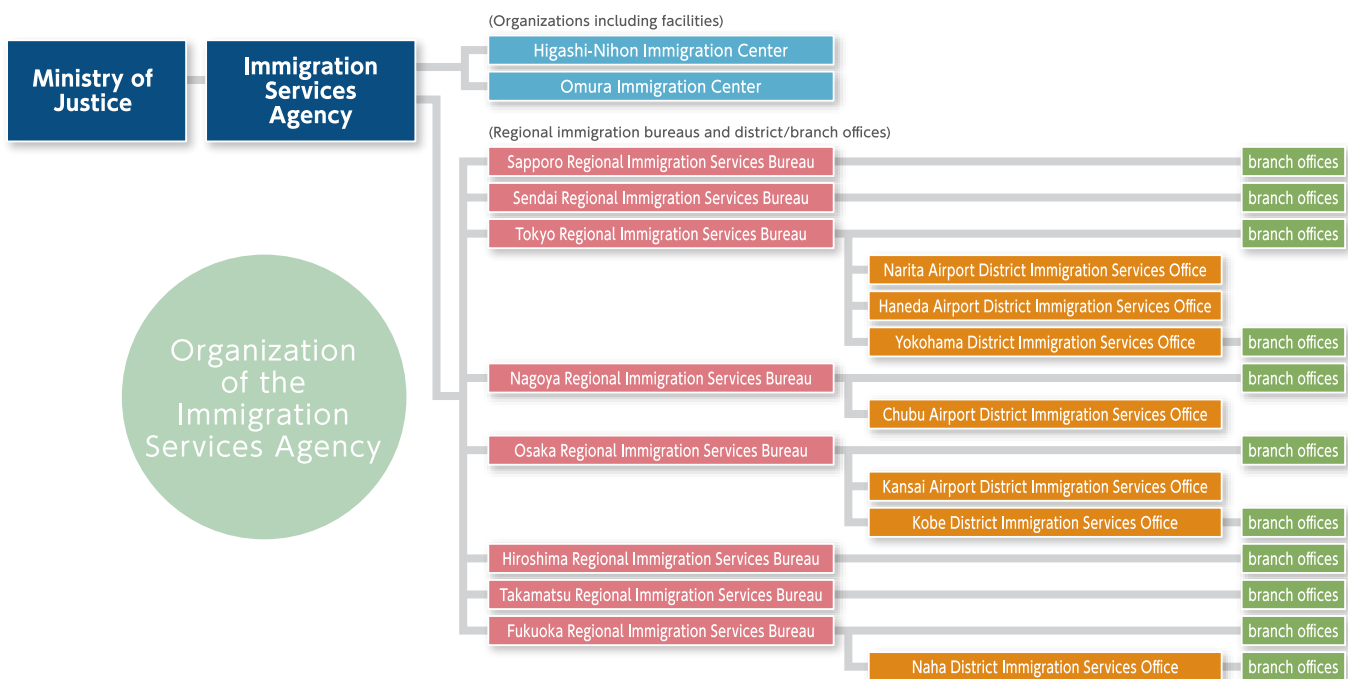 (Organizations including facilities)
Ministry of
Justice
Immigration
Services
Agency
Higashi-Nihon Immigration Center
Omura Immigration Center
(Regional immigration bureaus and district/branch offices)
Sapporo Regional Immigration Services Bureau
branch offices
Sendai Regional Immigration Services Bureau
branch offices
Tokyo Regional Immigration Services Bureau
branch offices
Narita Airport District Immigration Services Office
Haneda Airport District Immigration Services Office
Yokohama District Immigration Services Office
branch offices
Nagoya Regional Immigration Services Bureau
branch offices
Chubu Airport District Immigration Services Office
Osaka Regional Immigration Services Bureau
branch offices
Kansai Airport District Immigration Services Office
Kobe District Immigration Services Office
branch offices
Hiroshima Regional Immigration Services Bureau
branch offices
Takamatsu Regional Immigration Services Bureau
branch offices
Fukuoka Regional Immigration Services Bureau
branch offices
Naha District Immigration Services Office
branch offices
Organization
of the
Immigration
Services Agency